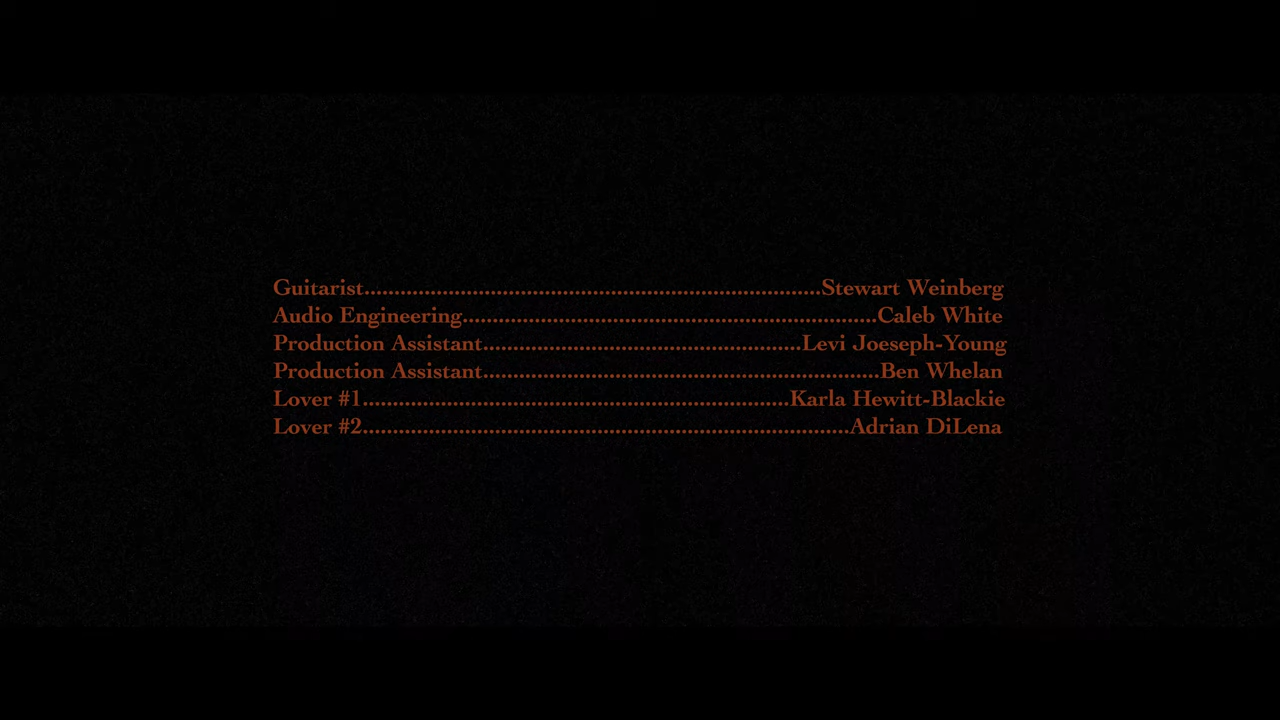 Guitarist............................................................................Stewart Weinberg
Audio Engineering.....................................................................Caleb White
Production Assistant.....................................................Levi Joeseph-Young
Production Assistant..................................................................Ben Whelan
Lover #1.......................................................................Karla Hewitt-Blackie
Lover #2.................................................................................Adrian DiLena